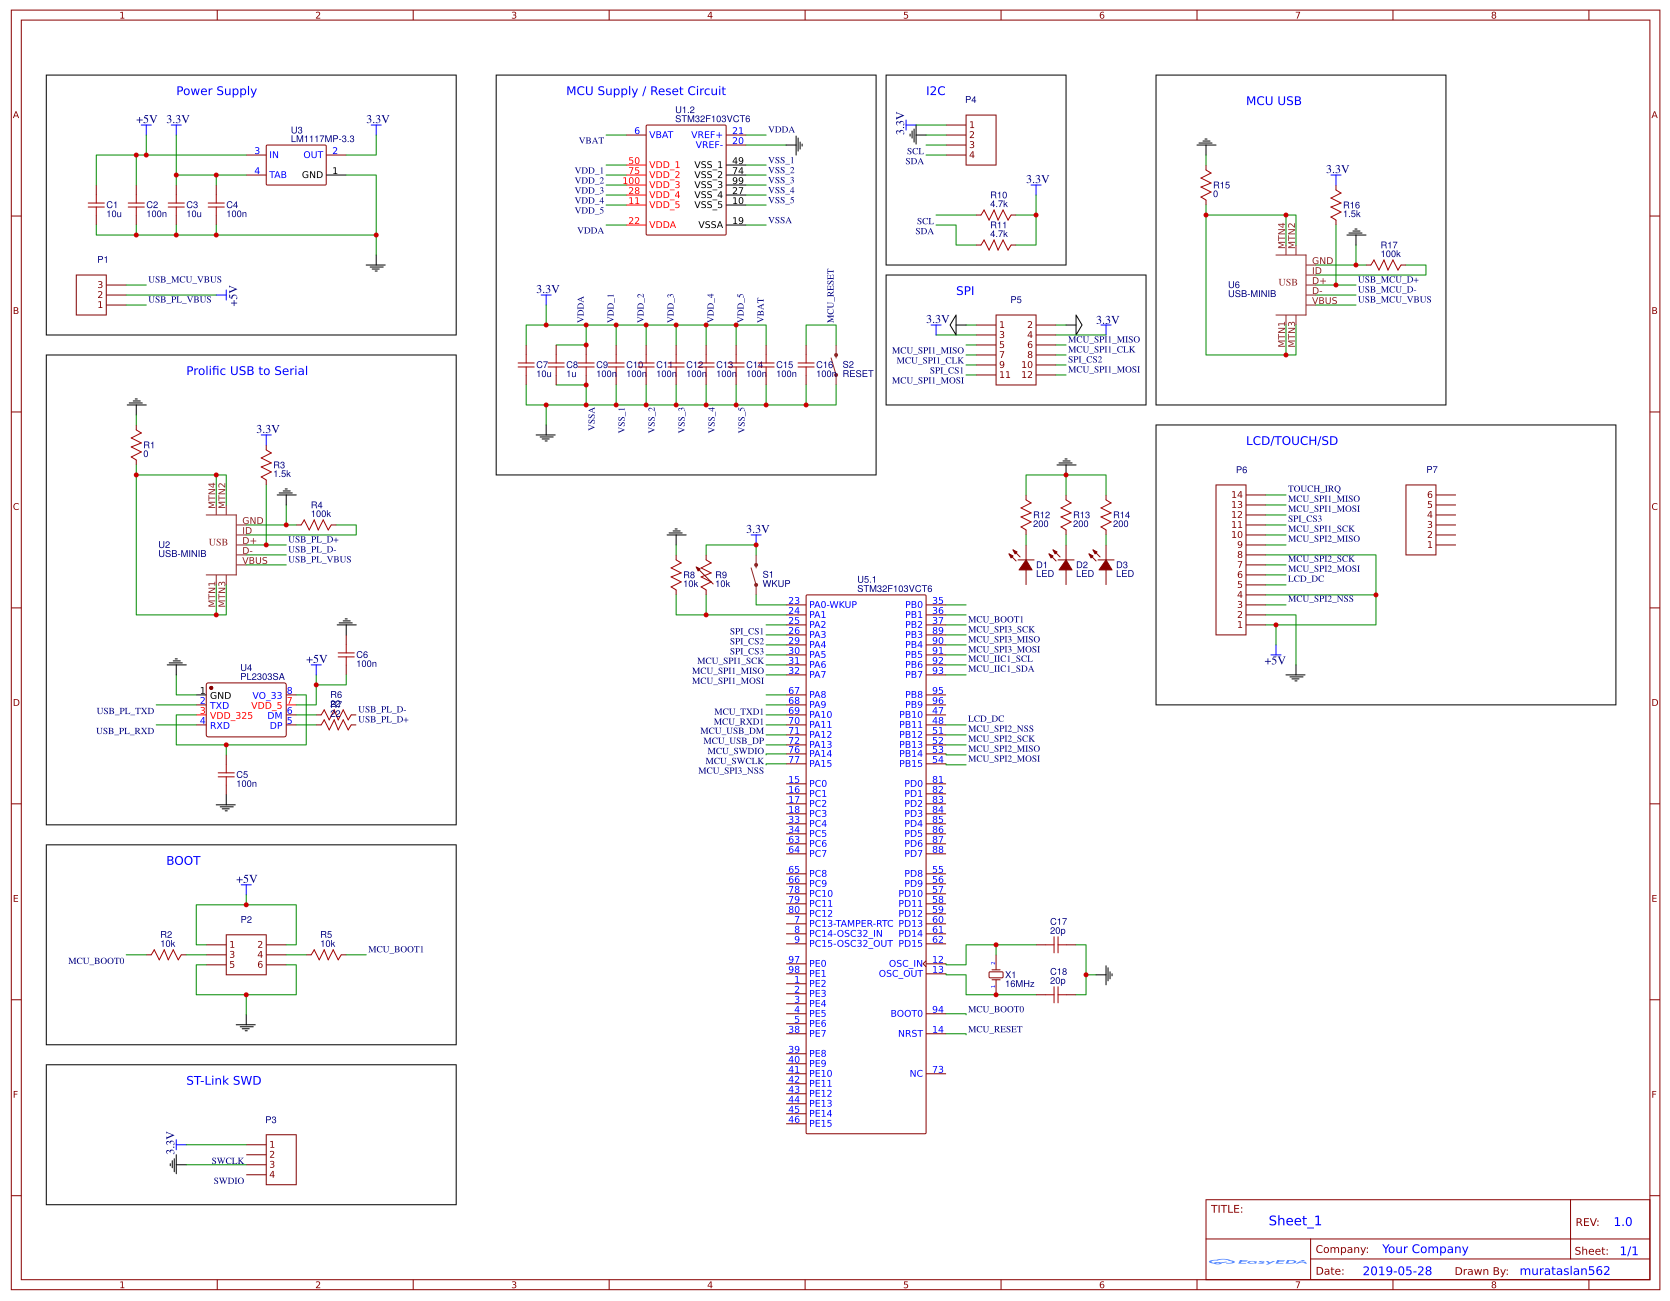 1 2 3 4 5 6 7 8
A
B
C
D
E
F
Power Supply
+5V
3.3V
U3
LM1117MP-3.3
3.3V
3 IN OUT 2
4 TAB GND 1
C1 10u
C2 100n
C3 10u
C4 100n
P1
3 USB_MCU_VBUS
2 +5V
1 USB_PL_VBUS
Prolific USB to Serial
R1 0
3.3V
R3 1.5k
R4 100k
MTN4 MTN2
U2
USB-MINIB
USB
GND
ID
D+ USB_PL_D+
D- USB_PL_D-
VBUS USB_PL_VBUS
MTN1 MTN3
U4
PL2303SA
+5V
C6 100n
1 GND VO_33 8
2 TXD VDD_5 7
3 VDD_325 DM 6
4 RXD DP 5
USB_PL_TXD
USB_PL_RXD
R6
22
USB_PL_D-
USB_PL_D+
C5 100n
BOOT
+5V
P2
R2 10k
R5 10k
1 2
3 4
5 6
MCU_BOOT0
MCU_BOOT1
ST-Link SWD
P3
3.3V
1
2
3
4
SWCLK
SWDIO
MCU Supply / Reset Circuit
U1.2
STM32F103VCT6
VBAT 6 VBAT VREF+ 21 VDDA
VREF- 20
VDD_1 50 VDD_1 VSS_1 49 VSS_1
VDD_2 75 VDD_2 VSS_2 74 VSS_2
VDD_3 100 VDD_3 VSS_3 99 VSS_3
VDD_4 28 VDD_4 VSS_4 27 VSS_4
VDD_5 11 VDD_5 VSS_5 10 VSS_5
VDDA 22 VDDA VSSA 19 VSSA
3.3V
VDDA VDD_1 VDD_2 VDD_3 VDD_4 VDD_5 VBAT MCU_RESET
C7 10u
C8 1u
C9 100n
C10 100n
C11 100n
C12 100n
C13 100n
C14 100n
C15 100n
C16 100n
S2
RESET
VSSA VSS_1 VSS_2 VSS_3 VSS_4 VSS_5
I2C
P4
3.3V
1
2
3
4
SCL
SDA
3.3V
R10
4.7k
R11
4.7k
SCL
SDA
SPI
P5
3.3V
3.3V
1 2
3 4
5 6
7 8
9 10
11 12
MCU_SPI1_MISO
MCU_SPI1_CLK
SPI_CS1
MCU_SPI1_MOSI
MCU_SPI1_MISO
MCU_SPI1_CLK
SPI_CS2
MCU_SPI1_MOSI
MCU USB
R15 0
3.3V
R16 1.5k
R17 100k
MTN4 MTN2
U6
USB-MINIB
USB
GND
ID
D+ USB_MCU_D+
D- USB_MCU_D-
VBUS USB_MCU_VBUS
MTN1 MTN3
LCD/TOUCH/SD
P6
14 TOUCH_IRQ
13 MCU_SPI1_MISO
12 MCU_SPI1_MOSI
11 SPI_CS3
10 MCU_SPI1_SCK
9 MCU_SPI2_MISO
8
7 MCU_SPI2_SCK
6 MCU_SPI2_MOSI
5 LCD_DC
4
3 MCU_SPI2_NSS
2
1
+5V
P7
6
5
4
3
2
1
R12 200
R13 200
R14 200
D1 LED
D2 LED
D3 LED
3.3V
R8 10k
R9 10k
S1
WKUP
U5.1
STM32F103VCT6
23 PA0-WKUP PB0 35
24 PA1 PB1 36
25 PA2 PB2 37 MCU_BOOT1
SPI_CS1 26 PA3 PB3 89 MCU_SPI3_SCK
SPI_CS2 29 PA4 PB4 90 MCU_SPI3_MISO
SPI_CS3 30 PA5 PB5 91 MCU_SPI3_MOSI
MCU_SPI1_SCK 31 PA6 PB6 92 MCU_IIC1_SCL
MCU_SPI1_MISO 32 PA7 PB7 93 MCU_IIC1_SDA
MCU_SPI1_MOSI
67 PA8 PB8 95
68 PA9 PB9 96
MCU_TXD1 69 PA10 PB10 47
MCU_RXD1 70 PA11 PB11 48 LCD_DC
MCU_USB_DM 71 PA12 PB12 51 MCU_SPI2_NSS
MCU_USB_DP 72 PA13 PB13 52 MCU_SPI2_SCK
MCU_SWDIO 76 PA14 PB14 53 MCU_SPI2_MISO
MCU_SWCLK 77 PA15 PB15 54 MCU_SPI2_MOSI
MCU_SPI3_NSS
15 PC0 PD0 81
16 PC1 PD1 82
17 PC2 PD2 83
18 PC3 PD3 84
33 PC4 PD4 85
34 PC5 PD5 86
63 PC6 PD6 87
64 PC7 PD7 88
65 PC8 PD8 55
66 PC9 PD9 56
78 PC10 PD10 57
79 PC11 PD11 58
80 PC12 PD12 59
7 PC13-TAMPER-RTC PD13 60
8 PC14-OSC32_IN PD14 61
9 PC15-OSC32_OUT PD15 62
97 PE0 OSC_IN 12
98 PE1 OSC_OUT 13
1 PE2
2 PE3
3 PE4
4 PE5 BOOT0 94 MCU_BOOT0
5 PE6
38 PE7 NRST 14 MCU_RESET
39 PE8
40 PE9
41 PE10 NC 73
42 PE11
43 PE12
44 PE13
45 PE14
46 PE15
C17
20p
X1
16MHz
2
1
C18
20p
TITLE:
Sheet_1
REV: 1.0
EasyEDA
Company: Your Company
Sheet: 1/1
Date: 2019-05-28 Drawn By: murataslan562
A
B
C
D
E
F
1 2 3 4 5 6 7 8